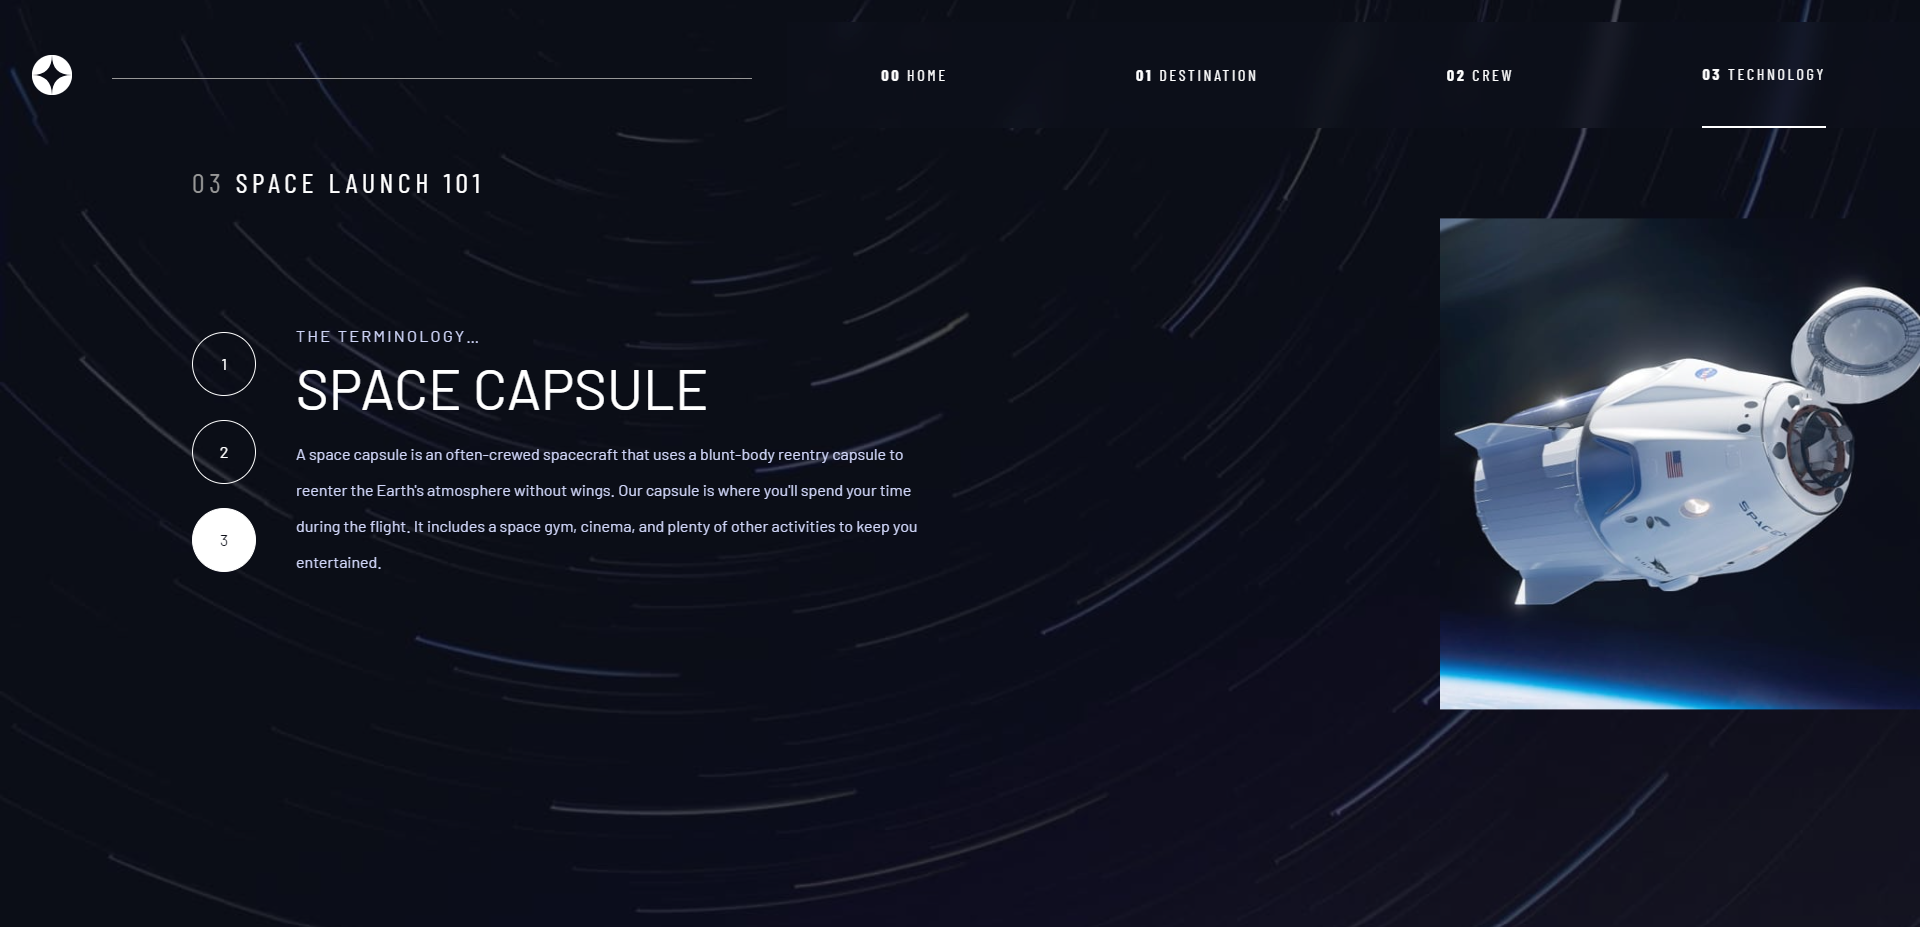 00 HOME
01 DESTINATION
02 CREW
03 TECHNOLOGY
03 SPACE LAUNCH 101
1
2
3
THE TERMINOLOGY...
SPACE CAPSULE
A space capsule is an often-crewed spacecraft that uses a blunt-body reentry capsule to
reenter the Earth's atmosphere without wings. Our capsule is where you'll spend your time
during the flight. It includes a space gym, cinema, and plenty of other activities to keep you
entertained.
SPACEX